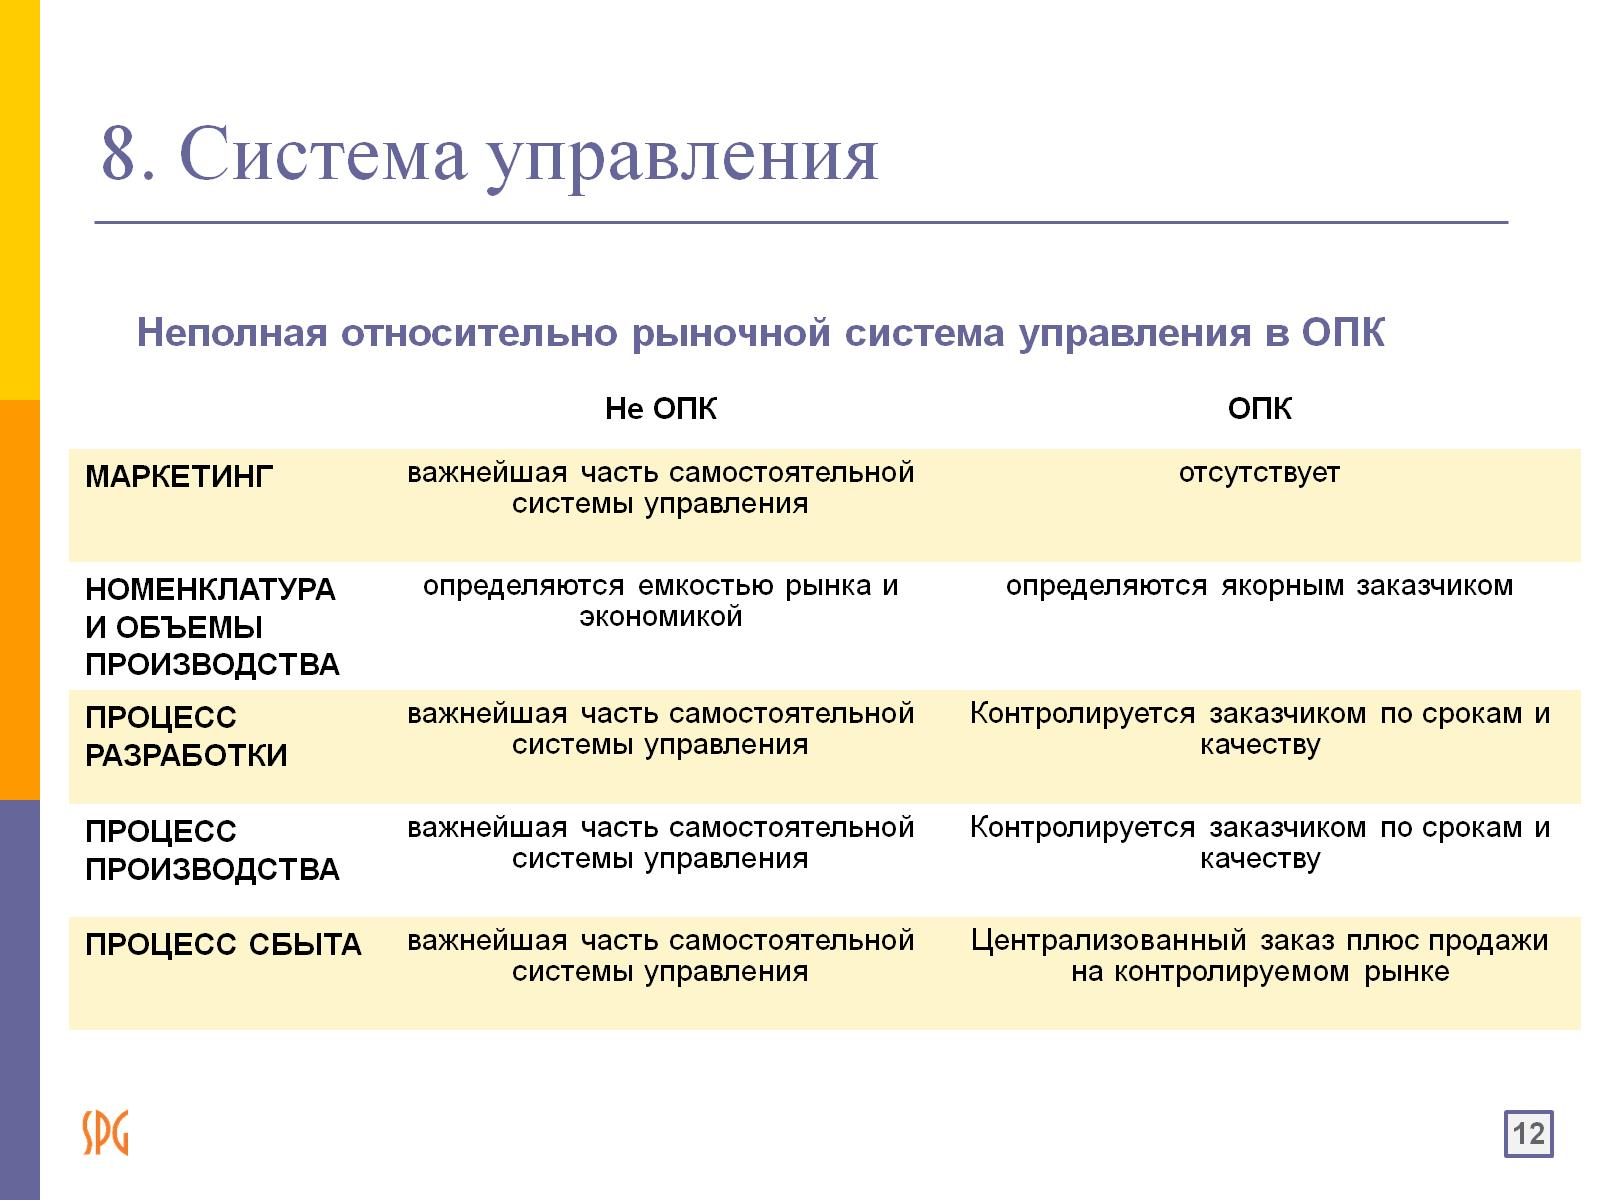 8. Система управления
Неполная относительно рыночной система управления в ОПК
Не ОПК
ОПК
МАРКЕТИНГ
важнейшая часть самостоятельной
системы управления
отсутствует
НОМЕНКЛАТУРА
И ОБЪЕМЫ
ПРОИЗВОДСТВА
определяются емкостью рынка и
экономикой
определяются якорным заказчиком
ПРОЦЕСС
РАЗРАБОТКИ
важнейшая часть самостоятельной
системы управления
Контролируется заказчиком по срокам и
качеству
ПРОЦЕСС
ПРОИЗВОДСТВА
важнейшая часть самостоятельной
системы управления
Контролируется заказчиком по срокам и
качеству
ПРОЦЕСС СБЫТА
важнейшая часть самостоятельной
системы управления
Централизованный заказ плюс продажи
на контролируемом рынке
SPG
12